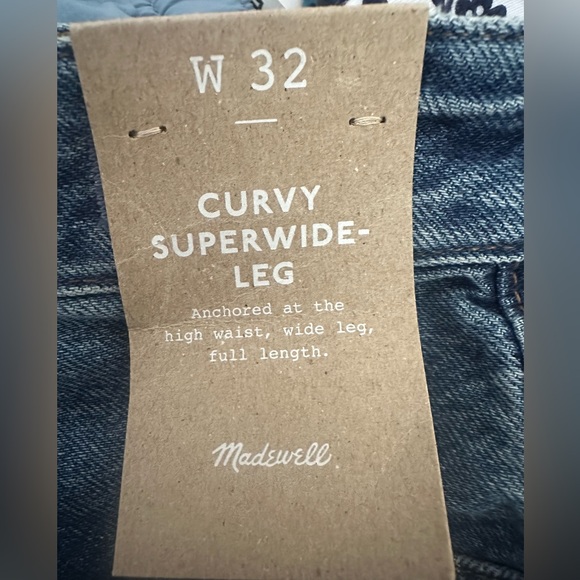 W 32
CURVY
SUPERWIDE-
LEG
Anchored at the
high waist, wide leg,
full length.
Madewell